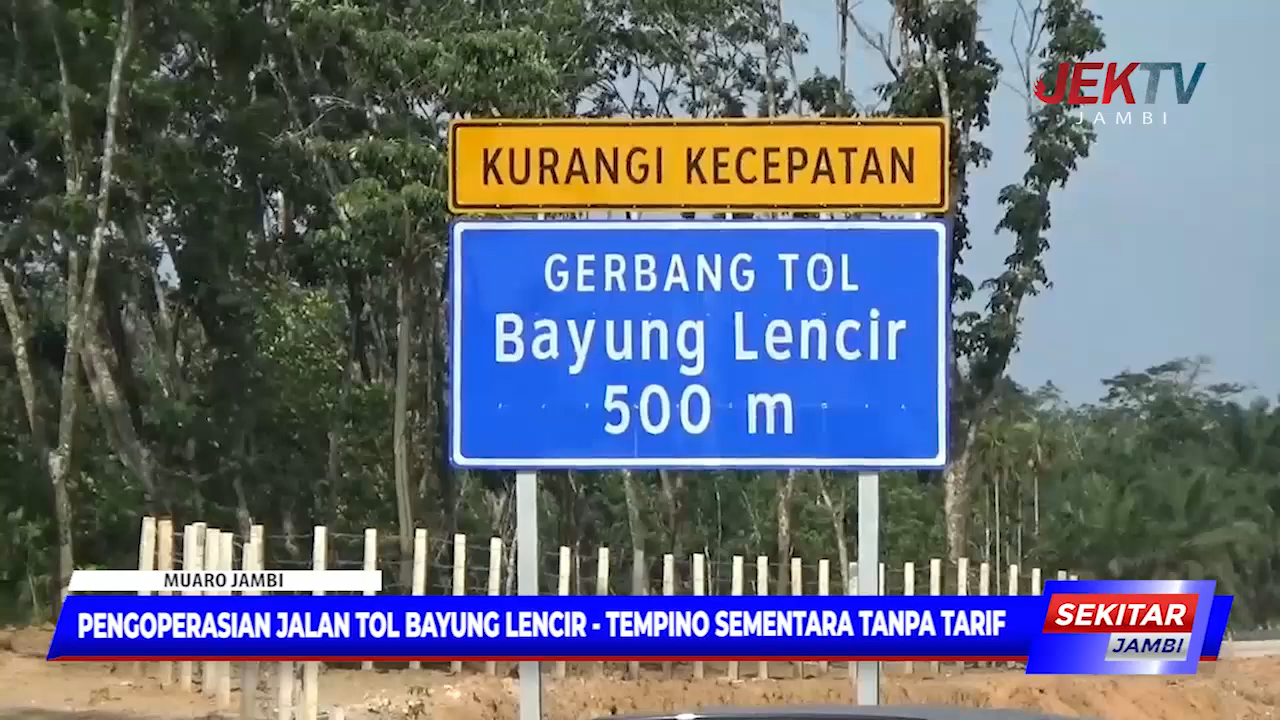 JEKTV
JAMBI
KURANGI KECEPATAN
GERBANG TOL
Bayung Lencir
500 m
MUARO JAMBI
PENGOPERASIAN JALAN TOL BAYUNG LENCIR - TEMPINO SEMENTARA TANPA TARIF
SEKITAR
JAMBI